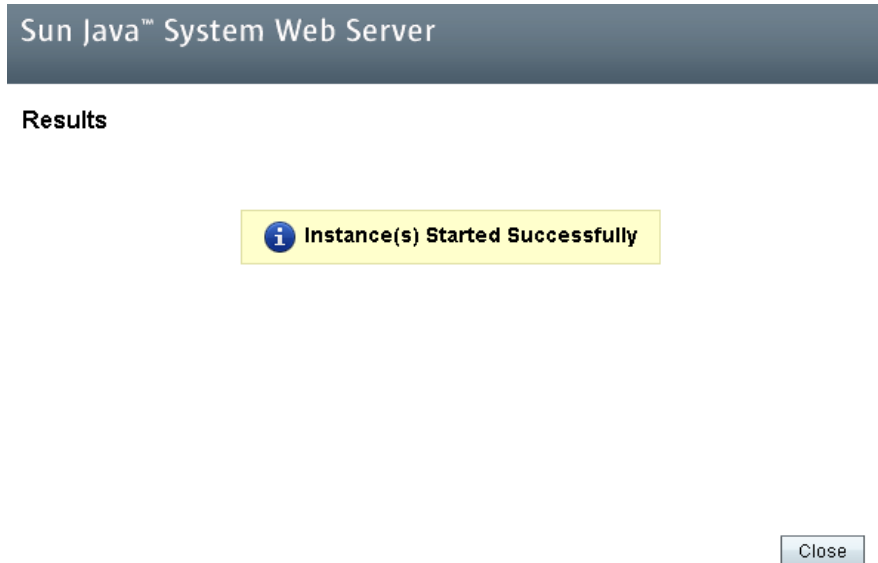 Sun Java™ System Web Server
Results
Instance(s) Started Successfully
Close